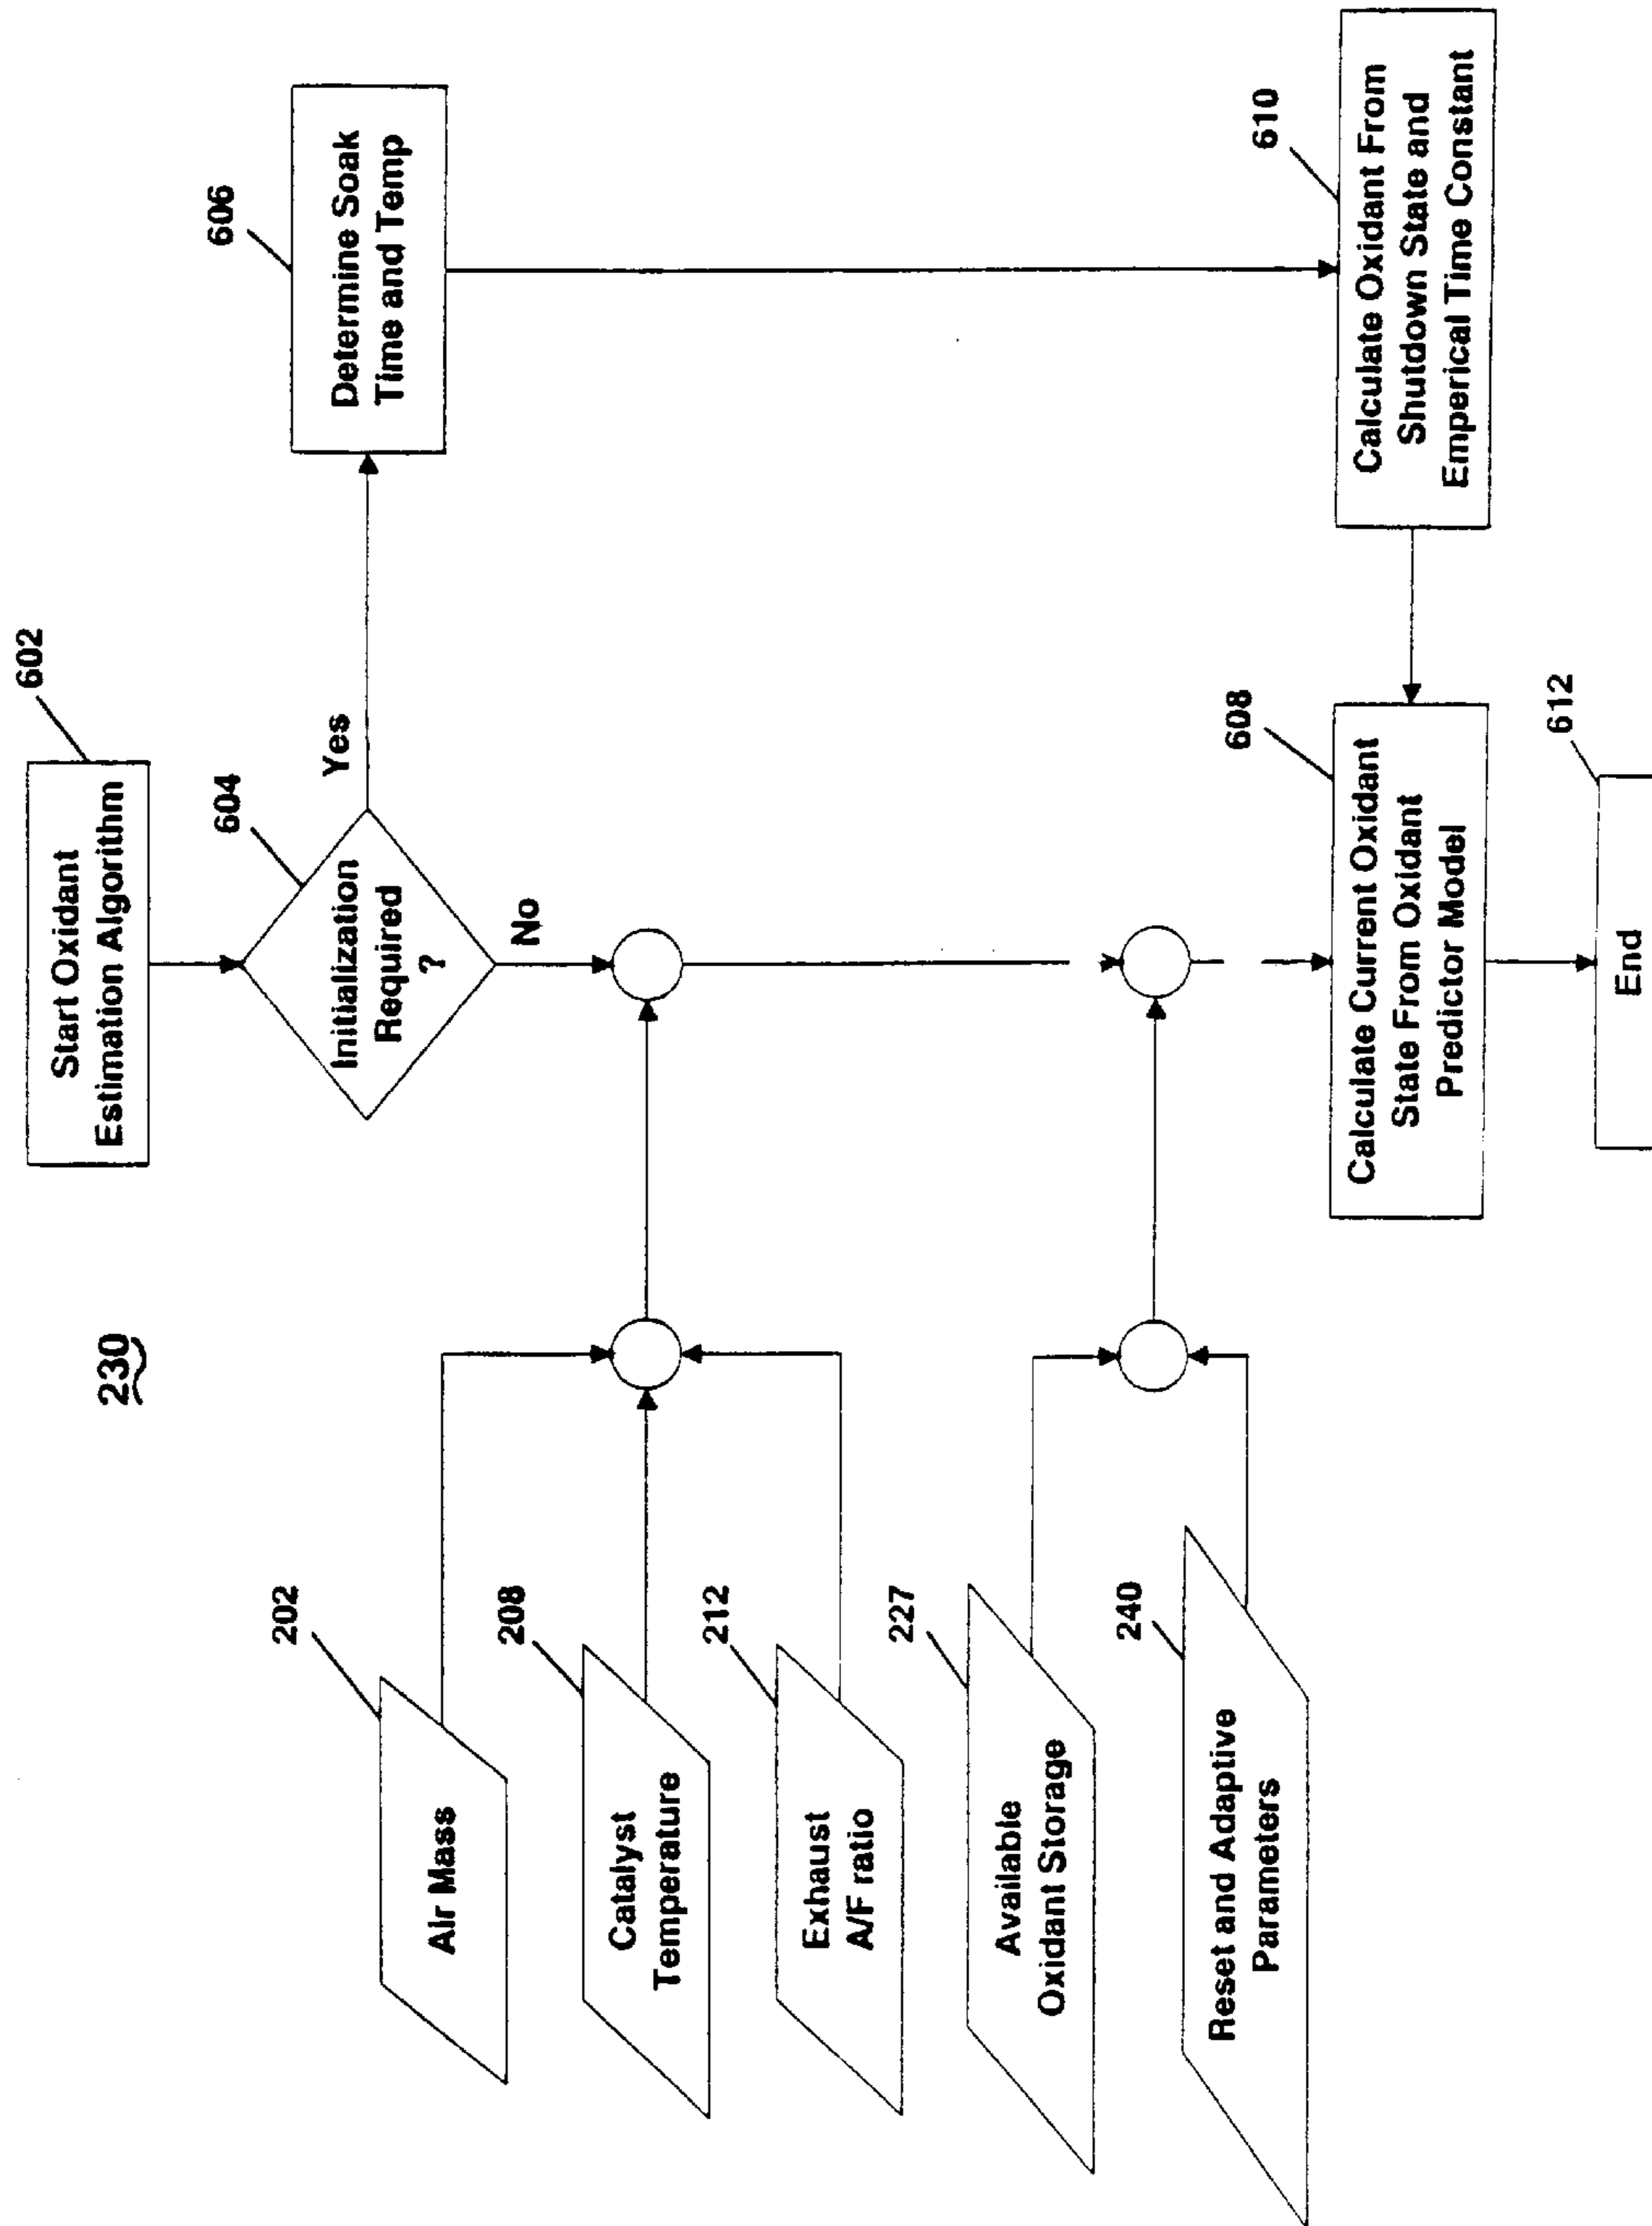 230
602
Start Oxidant
Estimation Algorithm
604
Initialization
Required
?
Yes
No
606
Determine Soak
Time and Temp
202
Air Mass
208
Catalyst
Temperature
212
Exhaust
A/F ratio
227
Available
Oxidant Storage
240
Reset and Adaptive
Parameters
608
Calculate Current Oxidant
State From Oxidant
Predictor Model
610
Calculate Oxidant From
Shutdown State and
Emperical Time Constant
612
End